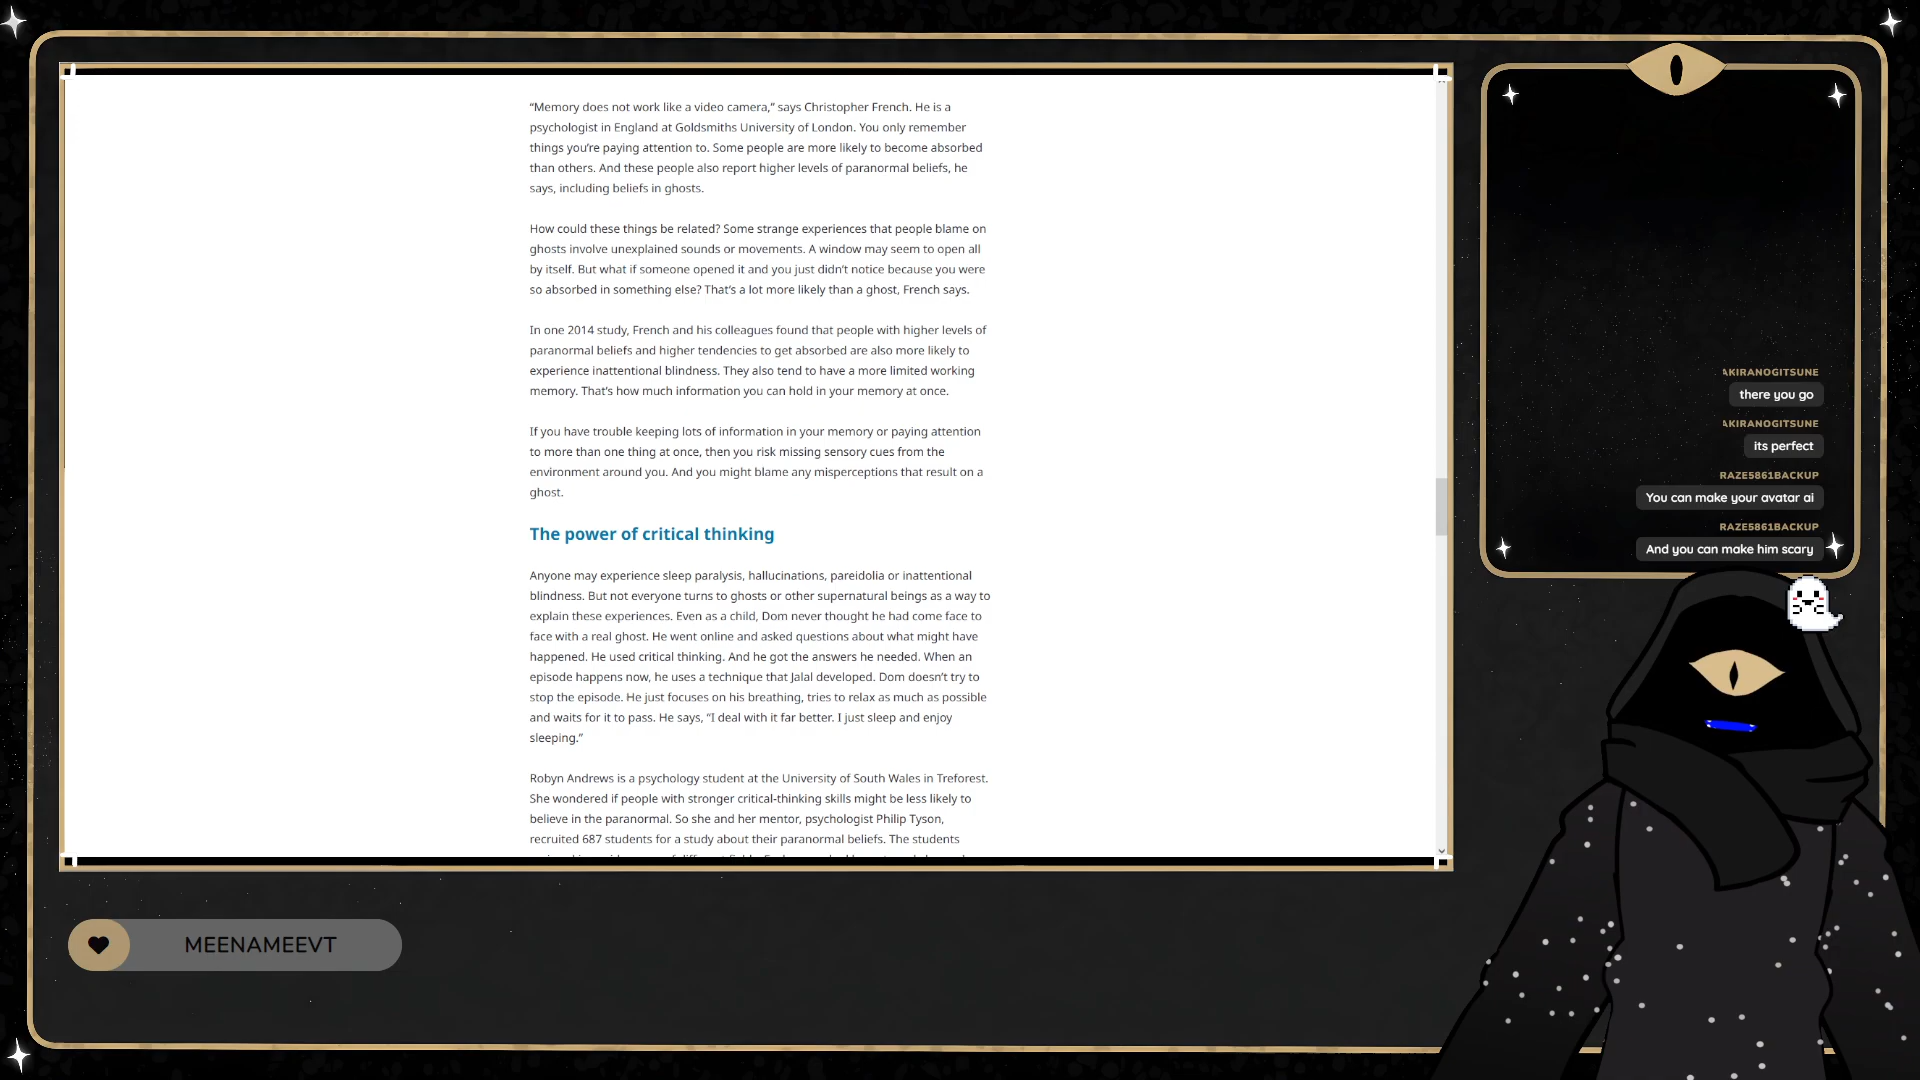 “Memory does not work like a video camera,” says Christopher French. He is a
psychologist in England at Goldsmiths University of London. You only remember
things you’re paying attention to. Some people are more likely to become absorbed
than others. And these people also report higher levels of paranormal beliefs, he
says, including beliefs in ghosts.
How could these things be related? Some strange experiences that people blame on
ghosts involve unexplained sounds or movements. A window may seem to open all
by itself. But what if someone opened it and you just didn’t notice because you were
so absorbed in something else? That’s a lot more likely than a ghost, French says.
In one 2014 study, French and his colleagues found that people with higher levels of
paranormal beliefs and higher tendencies to get absorbed are also more likely to
experience inattentional blindness. They also tend to have a more limited working
memory. That’s how much information you can hold in your memory at once.
If you have trouble keeping lots of information in your memory or paying attention
to more than one thing at once, then you risk missing sensory cues from the
environment around you. And you might blame any misperceptions that result on a
ghost.
The power of critical thinking
Anyone may experience sleep paralysis, hallucinations, pareidolia or inattentional
blindness. But not everyone turns to ghosts or other supernatural beings as a way to
explain these experiences. Even as a child, Dom never thought he had come face to
face with a real ghost. He went online and asked questions about what might have
happened. He used critical thinking. And he got the answers he needed. When an
episode happens now, he uses a technique that Jalal developed. Dom doesn’t try to
stop the episode. He just focuses on his breathing, tries to relax as much as possible
and waits for it to pass. He says, “I deal with it far better. I just sleep and enjoy
sleeping.”
Robyn Andrews is a psychology student at the University of South Wales in Treforest.
She wondered if people with stronger critical-thinking skills might be less likely to
believe in the paranormal. So she and her mentor, psychologist Philip Tyson,
recruited 687 students for a study about their paranormal beliefs. The students
AKIRANOGITSUNE
there you go
AKIRANOGITSUNE
its perfect
RAZE5861BACKUP
You can make your avatar ai
RAZE5861BACKUP
And you can make him scary
MEENAMEEVT